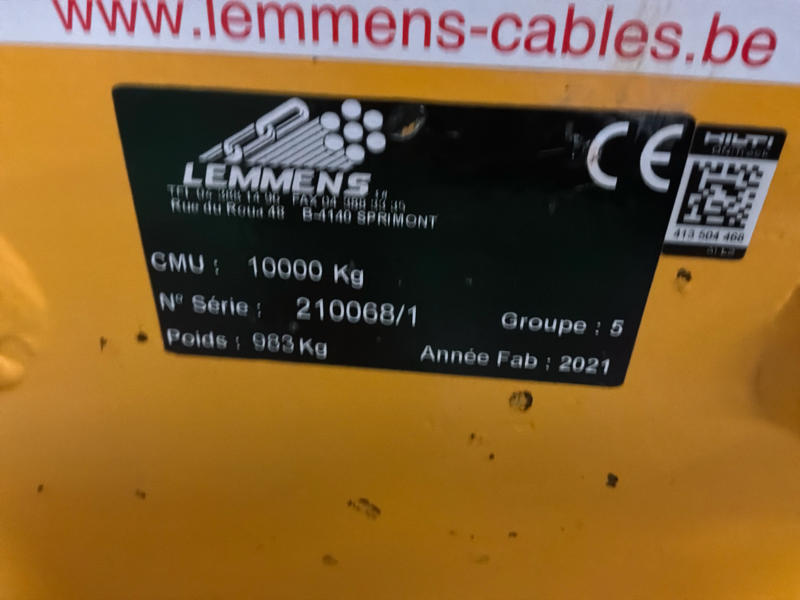 www.lemmens-cables.be
LEMMENS
Rue du Roua 48 B-4140 SPRIMONT
CMU : 10000 Kg
N° Série : 210068/1
Groupe : 5
Poids : 983 Kg
Année Fab : 2021
CE
HILTI
413 504 468